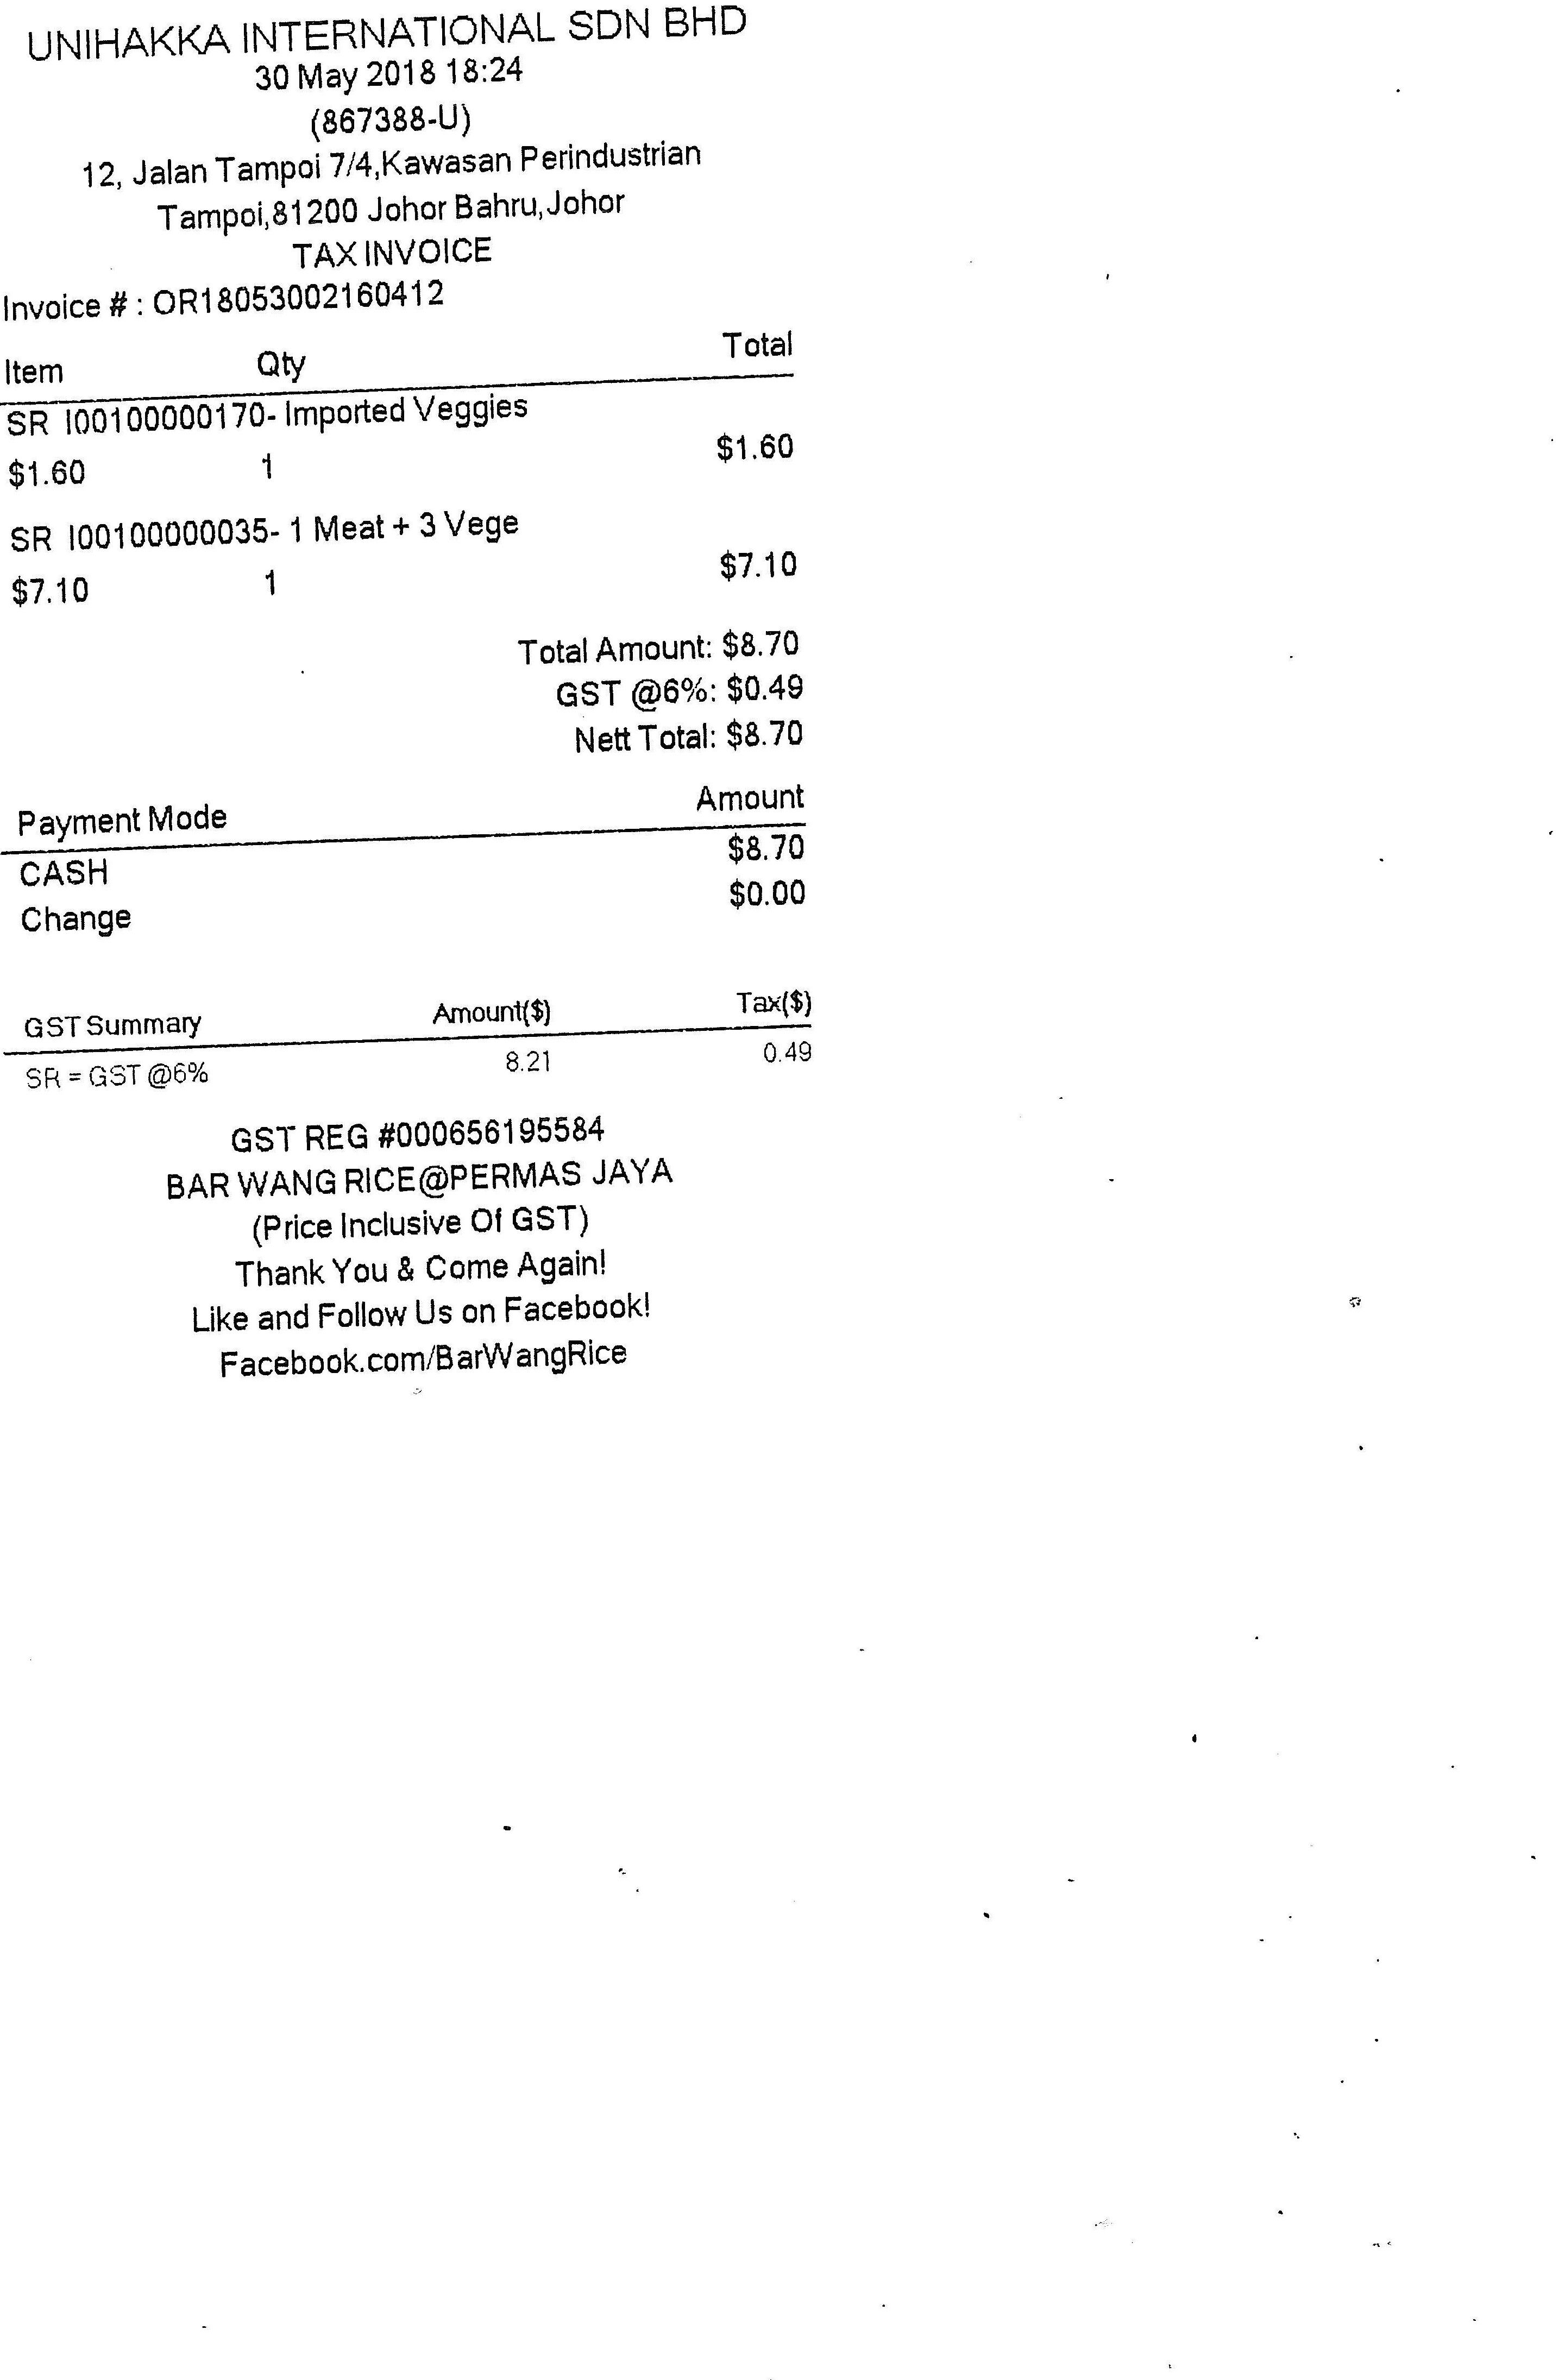 UNIHAKKA INTERNATIONAL SDN BHD
30 May 2018 18:24
(867388-U)
12, Jalan Tampoi 7/4,Kawasan Perindustrian
Tampoi,81200 Johor Bahru,Johor
TAX INVOICE
Invoice # : OR18053002160412
Item Qty Total
SR I00100000170- Imported Veggies
$1.60 1 $1.60
SR I00100000035- 1 Meat + 3 Vege
$7.10 1 $7.10
Total Amount: $8.70
GST @6%: $0.49
Nett Total: $8.70
Payment Mode Amount
CASH $8.70
Change $0.00
GST Summary Amount($) Tax($)
SR = GST @6% 8.21 0.49
GST REG #000656195584
BAR WANG RICE@PERMAS JAYA
(Price Inclusive Of GST)
Thank You & Come Again!
Like and Follow Us on Facebook!
Facebook.com/BarWangRice